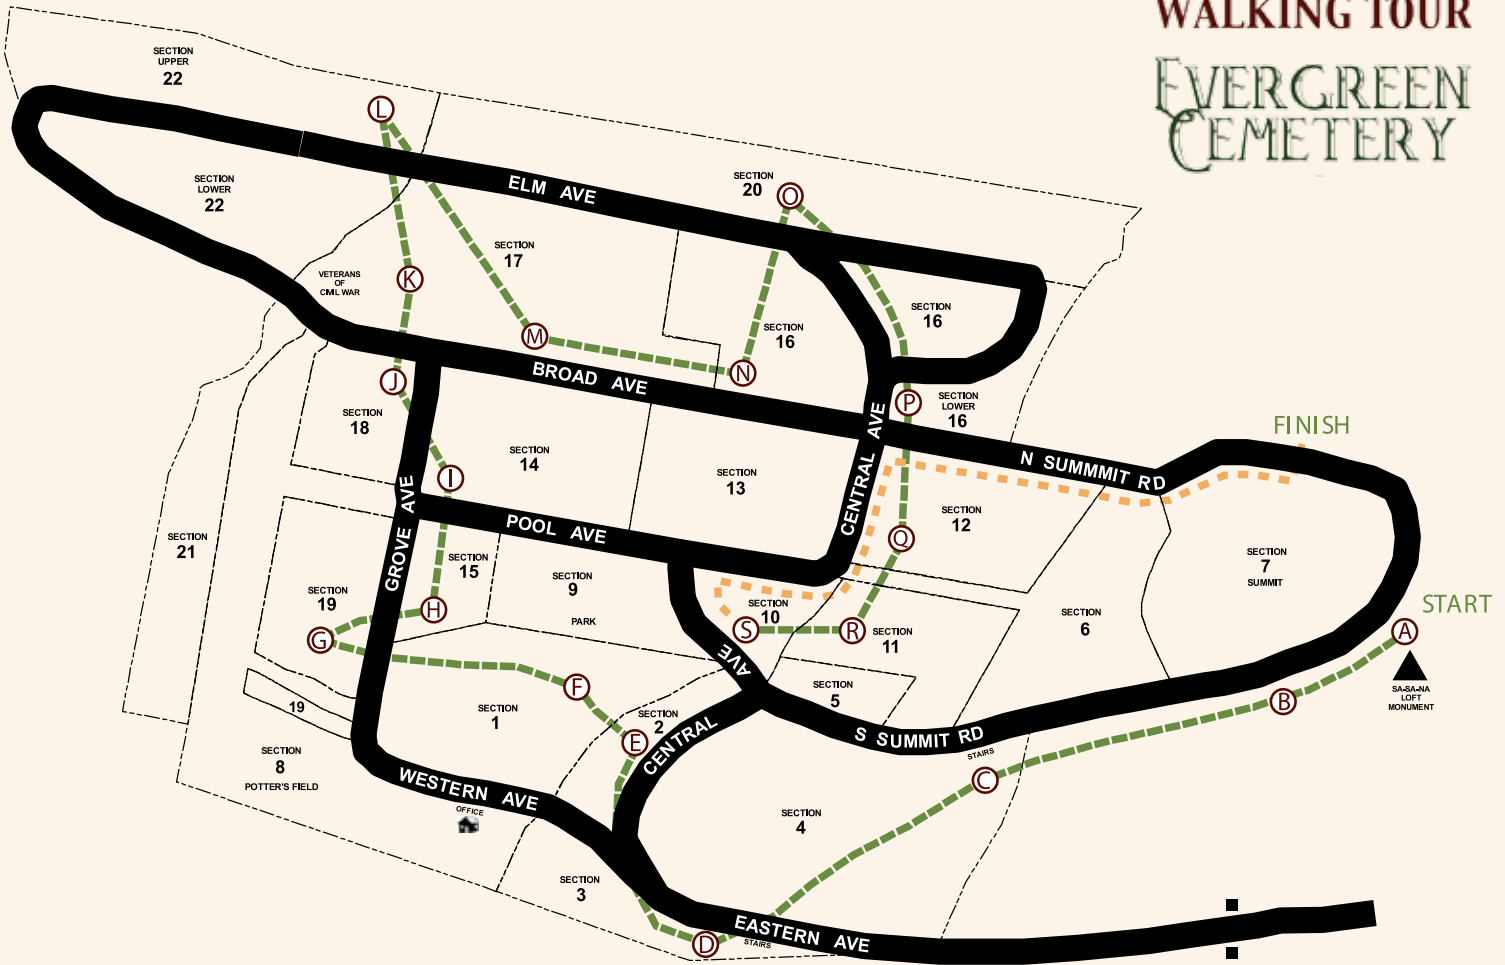 WALKING TOUR
EVERGREEN
CEMETERY
SECTION
UPPER
22
L
SECTION
LOWER
22
ELM AVE
SECTION
20
O
SECTION
17
VETERANS
OF
CIVIL WAR
K
M
SECTION
16
SECTION
16
N
BROAD AVE
J
P
SECTION
LOWER
16
SECTION
18
CENTRAL AVE
FINISH
N SUMMMIT RD
SECTION
14
I
SECTION
13
GROVE AVE
POOL AVE
SECTION
12
Q
SECTION
21
SECTION
15
SECTION
9
PARK
SECTION
7
SUMMIT
SECTION
19
H
G
SECTION
10
S
R
SECTION
11
SECTION
6
START
A
SA-SA-NA
LOFT
MONUMENT
AVE
F
SECTION
5
B
19
SECTION
1
SECTION
2
E
CENTRAL
S SUMMIT RD
STAIRS
C
SECTION
8
POTTER'S FIELD
WESTERN AVE
OFFICE
SECTION
4
SECTION
3
D
EASTERN AVE
STAIRS